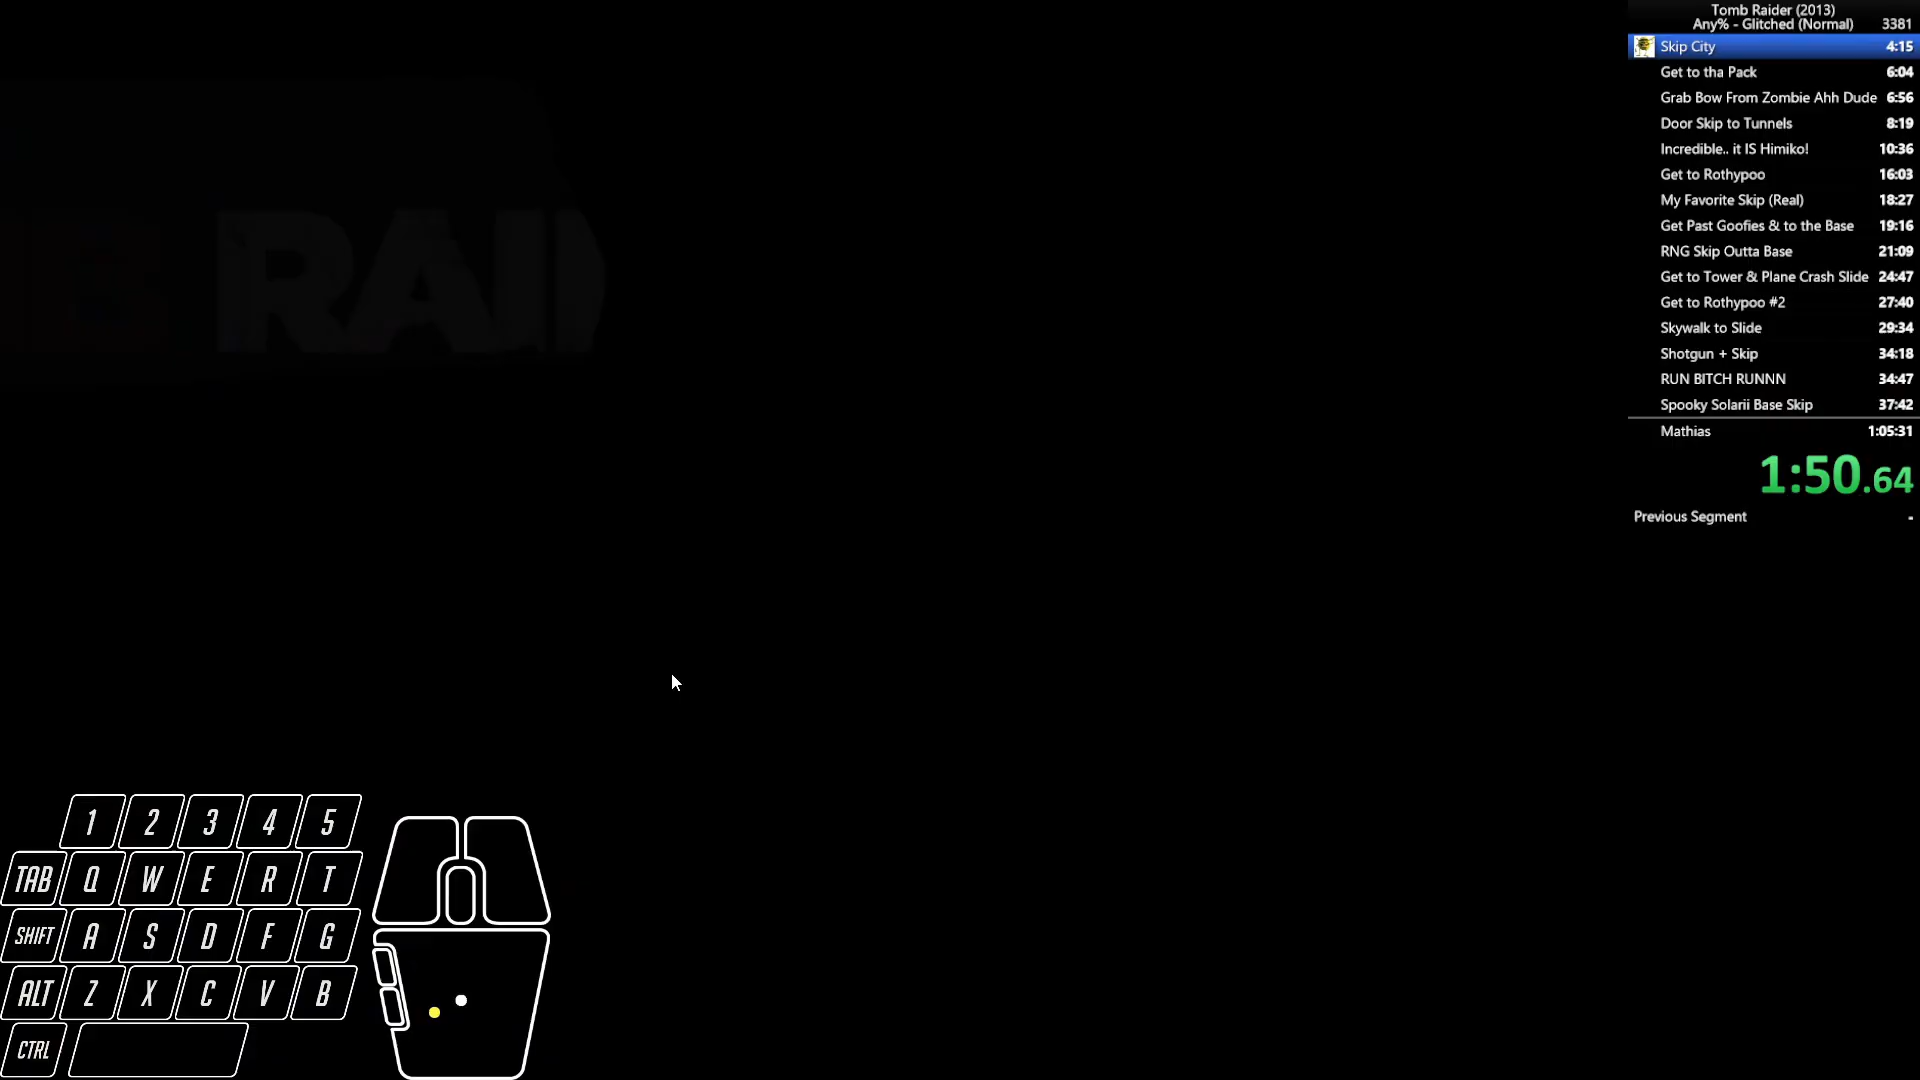 Tomb Raider (2013)
Any% - Glitched (Normal) 3381
Skip City 4:15
Get to tha Pack 6:04
Grab Bow From Zombie Ahh Dude 6:56
Door Skip to Tunnels 8:19
Incredible.. it IS Himiko! 10:36
Get to Rothypoo 16:03
My Favorite Skip (Real) 18:27
Get Past Goofies & to the Base 19:16
RNG Skip Outta Base 21:09
Get to Tower & Plane Crash Slide 24:47
Get to Rothypoo #2 27:40
Skywalk to Slide 29:34
Shotgun + Skip 34:18
RUN BITCH RUNNN 34:47
Spooky Solarii Base Skip 37:42
Mathias 1:05:31
1:50.64
Previous Segment -
B RAI
1 2 3 4 5
TAB Q W E R T
SHIFT A S D F G
ALT Z X C V B
CTRL